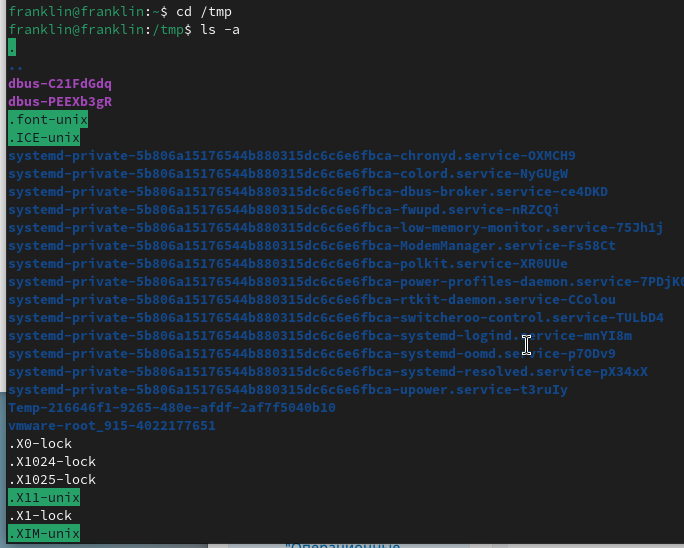 franklin@franklin:~$ cd /tmp
franklin@franklin:/tmp$ ls -a
.
..
dbus-C21FdGdq
dbus-PEEXb3gR
.font-unix
.ICE-unix
systemd-private-5b806a15176544b880315dc6c6e6fbca-chronyd.service-OXMCH9
systemd-private-5b806a15176544b880315dc6c6e6fbca-colord.service-NyGUgW
systemd-private-5b806a15176544b880315dc6c6e6fbca-dbus-broker.service-ce4DKD
systemd-private-5b806a15176544b880315dc6c6e6fbca-fwupd.service-nRZCQi
systemd-private-5b806a15176544b880315dc6c6e6fbca-low-memory-monitor.service-75Jh1j
systemd-private-5b806a15176544b880315dc6c6e6fbca-ModemManager.service-Fs58Ct
systemd-private-5b806a15176544b880315dc6c6e6fbca-polkit.service-XR0UUe
systemd-private-5b806a15176544b880315dc6c6e6fbca-power-profiles-daemon.service-7PDjK
systemd-private-5b806a15176544b880315dc6c6e6fbca-rtkit-daemon.service-CColou
systemd-private-5b806a15176544b880315dc6c6e6fbca-switcheroo-control.service-TULbD4
systemd-private-5b806a15176544b880315dc6c6e6fbca-systemd-logind.service-mnYI8m
systemd-private-5b806a15176544b880315dc6c6e6fbca-systemd-oomd.service-p7ODv9
systemd-private-5b806a15176544b880315dc6c6e6fbca-systemd-resolved.service-pX34xX
systemd-private-5b806a15176544b880315dc6c6e6fbca-upower.service-t3ruIy
Temp-216646f1-9265-480e-afdf-2af7f5040b10
vmware-root_915-4022177651
.X0-lock
.X1024-lock
.X1025-lock
.X11-unix
.X1-lock
.XIM-unix
"Операционные